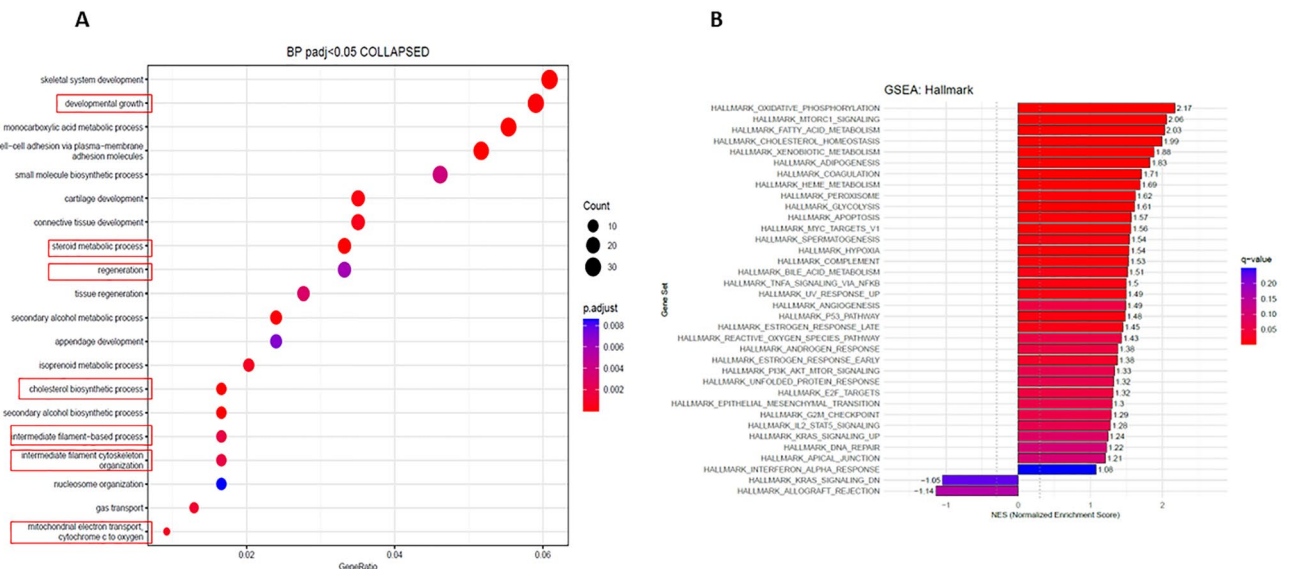 A
BP padj<0.05 COLLAPSED
skeletal system development
developmental growth
monocarboxylic acid metabolic process
ell-cell adhesion via plasma-membrane
adhesion molecules
small molecule biosynthetic process
cartilage development
connective tissue development
steroid metabolic process
regeneration
tissue regeneration
secondary alcohol metabolic process
appendage development
isoprenoid metabolic process
cholesterol biosynthetic process
secondary alcohol biosynthetic process
intermediate filament-based process
intermediate filament cytoskeleton
organization
nucleosome organization
gas transport
mitochondrial electron transport,
cytochrome c to oxygen
0.02
0.04
0.06
GeneRatio
Count
10
20
30
p.adjust
0.008
0.006
0.004
0.002
B
GSEA: Hallmark
Gene Set
HALLMARK_OXIDATIVE_PHOSPHORYLATION 2.17
HALLMARK_MTORC1_SIGNALING 2.06
HALLMARK_FATTY_ACID_METABOLISM 2.03
HALLMARK_CHOLESTEROL_HOMEOSTASIS 1.99
HALLMARK_XENOBIOTIC_METABOLISM 1.88
HALLMARK_ADIPOGENESIS 1.83
HALLMARK_COAGULATION 1.71
HALLMARK_HEME_METABOLISM 1.69
HALLMARK_PEROXISOME 1.62
HALLMARK_GLYCOLYSIS 1.61
HALLMARK_APOPTOSIS 1.57
HALLMARK_MYC_TARGETS_V1 1.56
HALLMARK_SPERMATOGENESIS 1.54
HALLMARK_HYPOXIA 1.54
HALLMARK_COMPLEMENT 1.53
HALLMARK_BILE_ACID_METABOLISM 1.51
HALLMARK_TNFA_SIGNALING_VIA_NFKB 1.5
HALLMARK_UV_RESPONSE_UP 1.49
HALLMARK_ANGIOGENESIS 1.49
HALLMARK_P53_PATHWAY 1.48
HALLMARK_ESTROGEN_RESPONSE_LATE 1.45
HALLMARK_REACTIVE_OXYGEN_SPECIES_PATHWAY 1.43
HALLMARK_ANDROGEN_RESPONSE 1.38
HALLMARK_ESTROGEN_RESPONSE_EARLY 1.38
HALLMARK_PI3K_AKT_MTOR_SIGNALING 1.33
HALLMARK_UNFOLDED_PROTEIN_RESPONSE 1.32
HALLMARK_E2F_TARGETS 1.32
HALLMARK_EPITHELIAL_MESENCHYMAL_TRANSITION 1.3
HALLMARK_G2M_CHECKPOINT 1.29
HALLMARK_IL2_STAT5_SIGNALING 1.28
HALLMARK_KRAS_SIGNALING_UP 1.24
HALLMARK_DNA_REPAIR 1.22
HALLMARK_APICAL_JUNCTION 1.21
HALLMARK_INTERFERON_ALPHA_RESPONSE 1.08
HALLMARK_KRAS_SIGNALING_DN -1.05
HALLMARK_ALLOGRAFT_REJECTION -1.14
-1
0
1
2
NES (Normalized Enrichment Score)
q-value
0.20
0.15
0.10
0.05